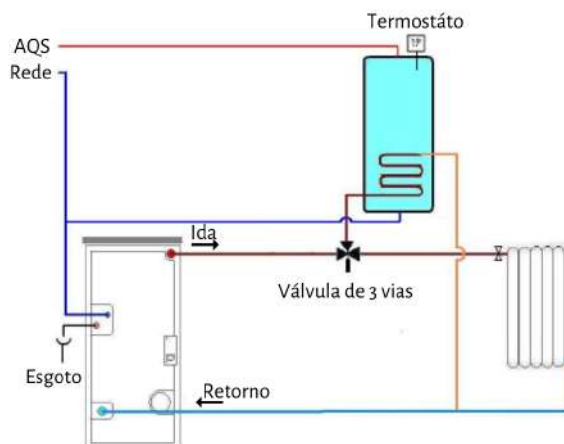 Termostáto
AQS
Rede
Ida
Válvula de 3 vias
Esgoto
Retorno